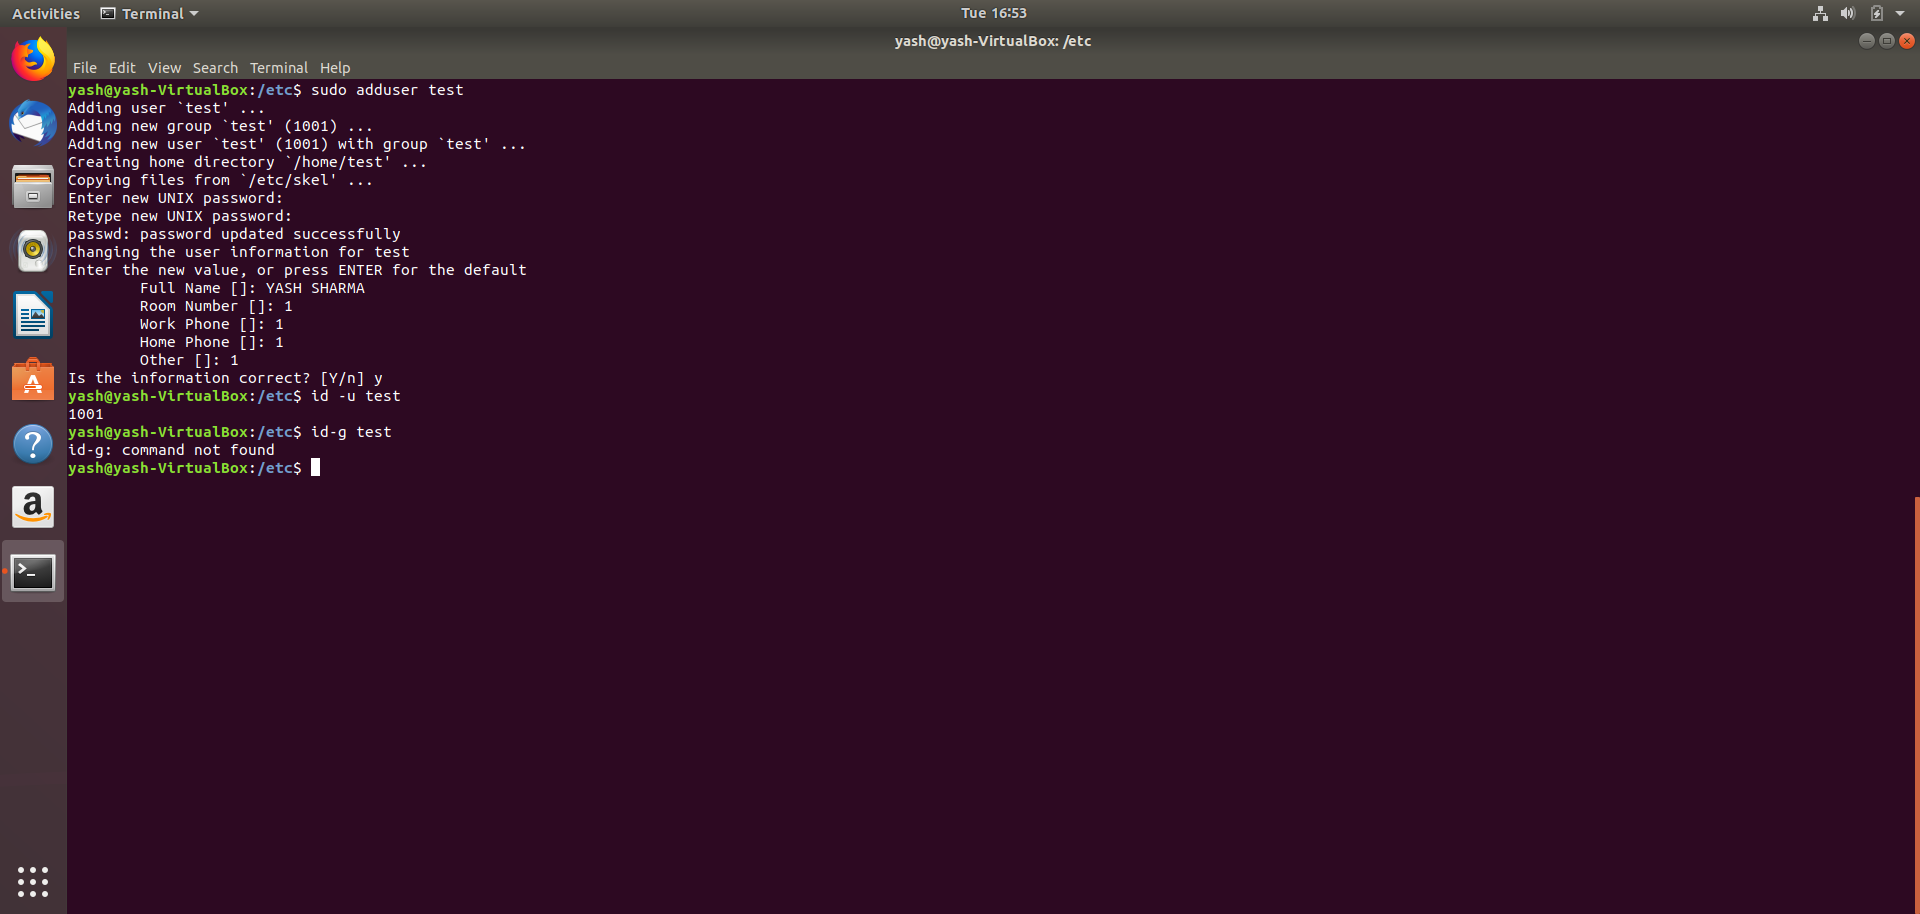 Activities Terminal Tue 16:53
yash@yash-VirtualBox: /etc
File Edit View Search Terminal Help
yash@yash-VirtualBox:/etc$ sudo adduser test
Adding user `test' ...
Adding new group `test' (1001) ...
Adding new user `test' (1001) with group `test' ...
Creating home directory `/home/test' ...
Copying files from `/etc/skel' ...
Enter new UNIX password:
Retype new UNIX password:
passwd: password updated successfully
Changing the user information for test
Enter the new value, or press ENTER for the default
        Full Name []: YASH SHARMA
        Room Number []: 1
        Work Phone []: 1
        Home Phone []: 1
        Other []: 1
Is the information correct? [Y/n] y
yash@yash-VirtualBox:/etc$ id -u test
1001
yash@yash-VirtualBox:/etc$ id-g test
id-g: command not found
yash@yash-VirtualBox:/etc$